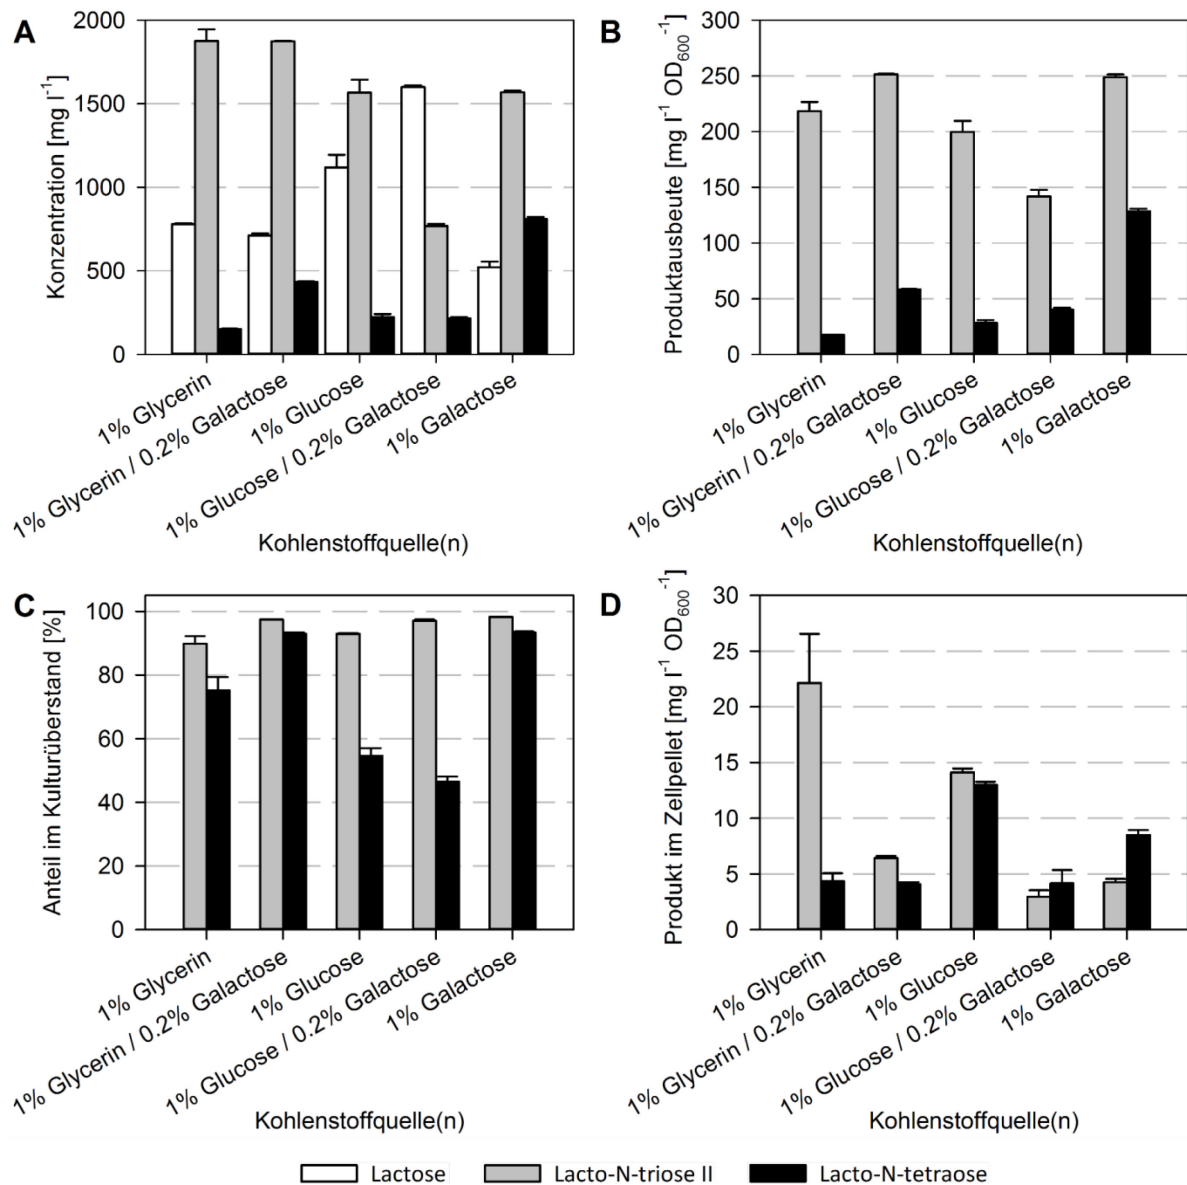 A
Konzentration [mg l⁻¹]
2000
1500
1000
500
0
1% Glycerin
1% Glycerin / 0.2% Galactose
1% Glucose
1% Glucose / 0.2% Galactose
1% Galactose
Kohlenstoffquelle(n)
B
Produktausbeute [mg l⁻¹ OD₆₀₀⁻¹]
300
250
200
150
100
50
0
1% Glycerin
1% Glycerin / 0.2% Galactose
1% Glucose
1% Glucose / 0.2% Galactose
1% Galactose
Kohlenstoffquelle(n)
C
Anteil im Kulturüberstand [%]
100
80
60
40
20
0
1% Glycerin
1% Glycerin / 0.2% Galactose
1% Glucose
1% Glucose / 0.2% Galactose
1% Galactose
Kohlenstoffquelle(n)
D
Produkt im Zellpellet [mg l⁻¹ OD₆₀₀⁻¹]
30
25
20
15
10
5
0
1% Glycerin
1% Glycerin / 0.2% Galactose
1% Glucose
1% Glucose / 0.2% Galactose
1% Galactose
Kohlenstoffquelle(n)
Lactose Lacto-N-triose II Lacto-N-tetraose